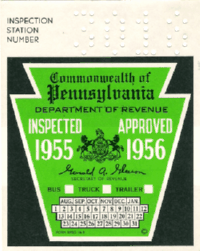 INSPECTION
STATION
NUMBER
Commonwealth of
Pennsylvania
DEPARTMENT OF REVENUE
INSPECTED APPROVED
1955 1956
SECRETARY OF REVENUE
BUS TRUCK TRAILER
AUG. SEPT. OCT. NOV. DEC. JAN.
1 2 3 4 5 6 7 8 9 10 11
12 13 14 15 16 17 18 19 20 21
22 23 24 25 26 27 28 29 30 31